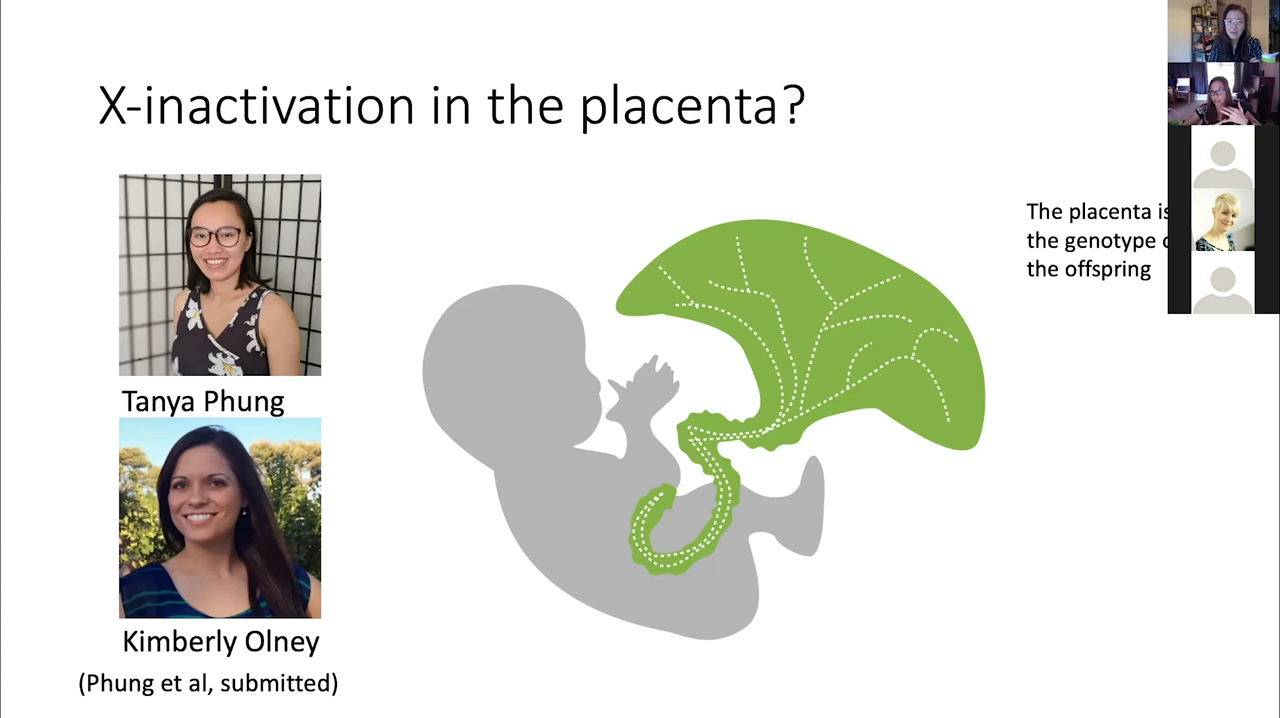 X-inactivation in the placenta?
Tanya Phung
Kimberly Olney
(Phung et al, submitted)
The placenta is
the genotype
the offspring